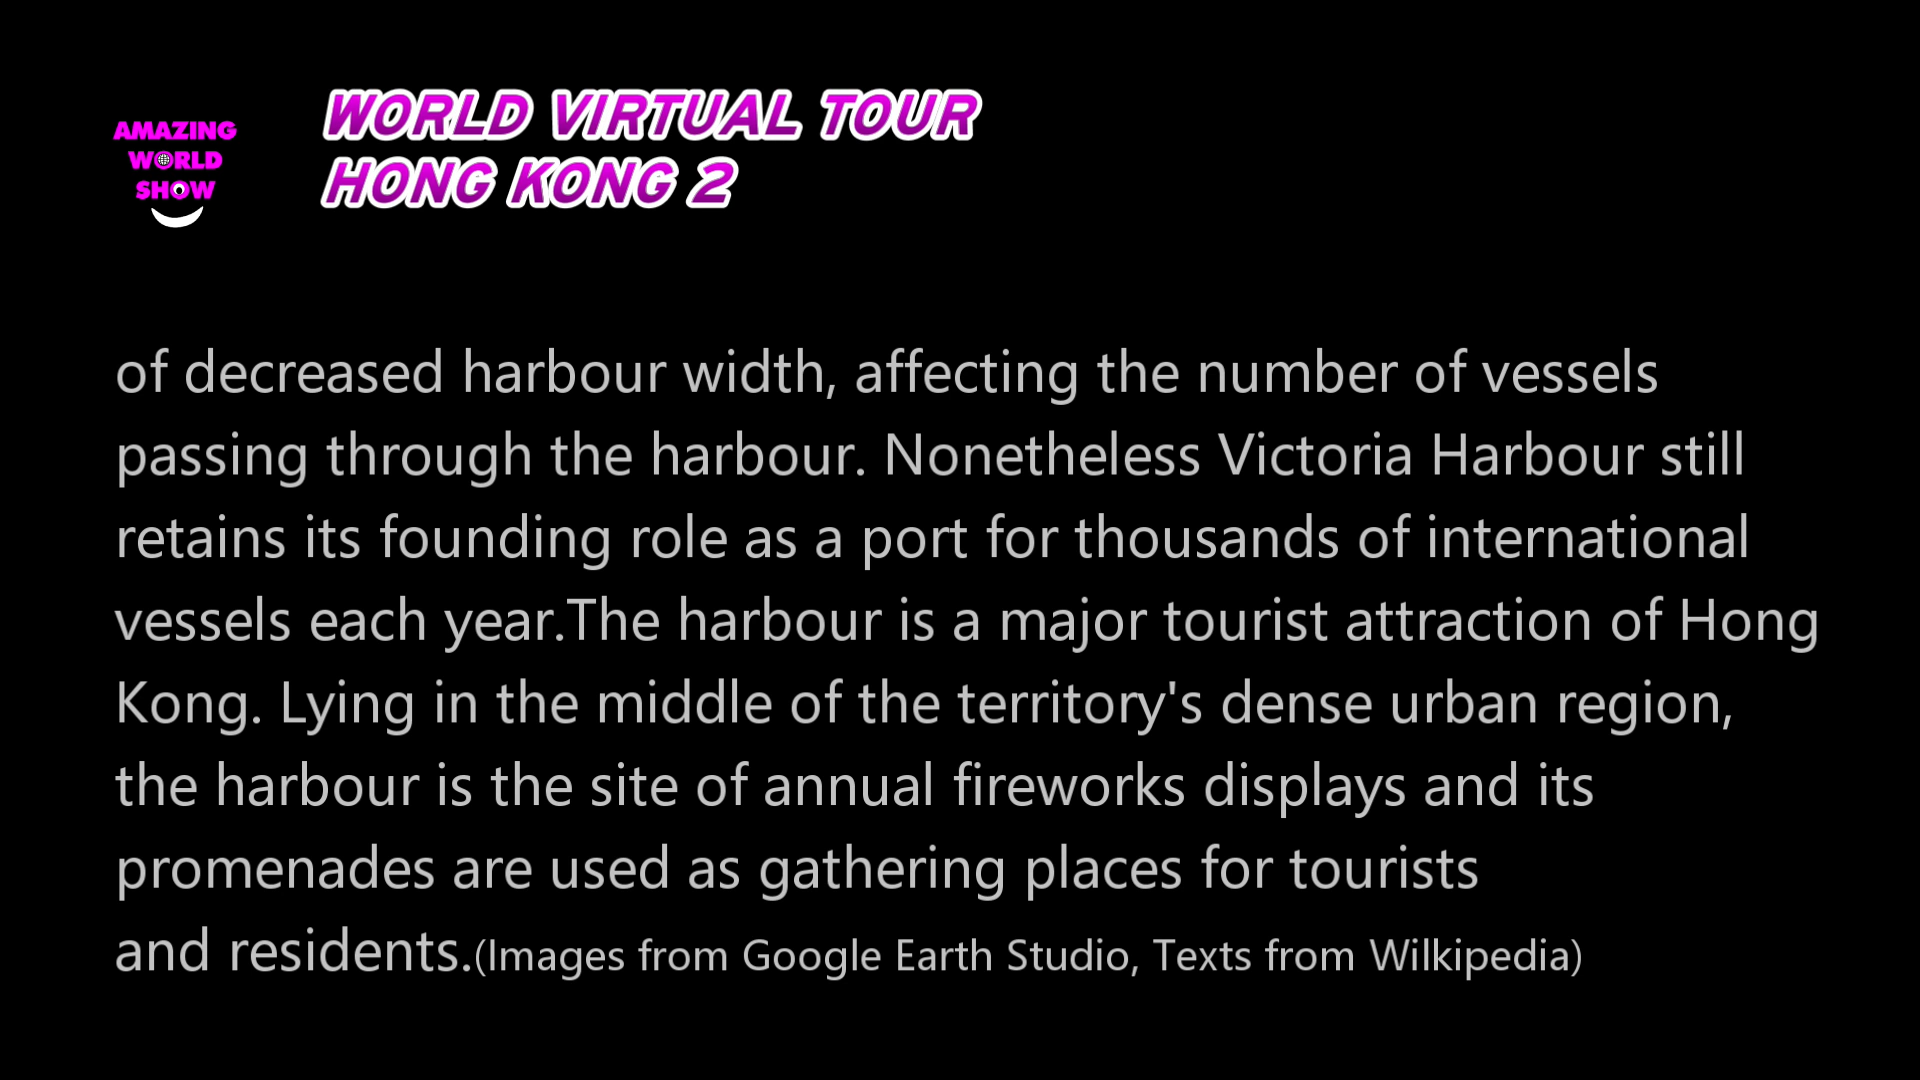 AMAZING
WORLD
SHOW
WORLD VIRTUAL TOUR
HONG KONG 2
of decreased harbour width, affecting the number of vessels
passing through the harbour. Nonetheless Victoria Harbour still
retains its founding role as a port for thousands of international
vessels each year.The harbour is a major tourist attraction of Hong
Kong. Lying in the middle of the territory's dense urban region,
the harbour is the site of annual fireworks displays and its
promenades are used as gathering places for tourists
and residents.(Images from Google Earth Studio, Texts from Wilkipedia)